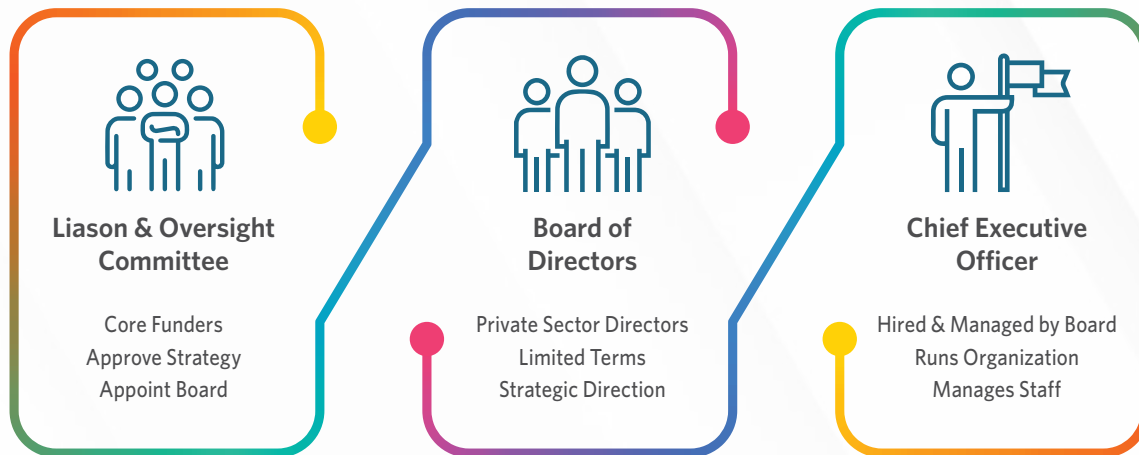 Liason & Oversight
Committee
Core Funders
Approve Strategy
Appoint Board
Board of
Directors
Private Sector Directors
Limited Terms
Strategic Direction
Chief Executive
Officer
Hired & Managed by Board
Runs Organization
Manages Staff